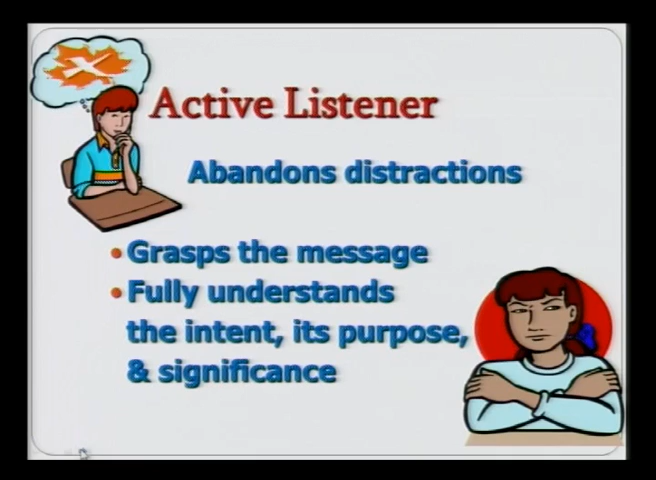 Active Listener
Abandons distractions
• Grasps the message
• Fully understands
the intent, its purpose,
& significance